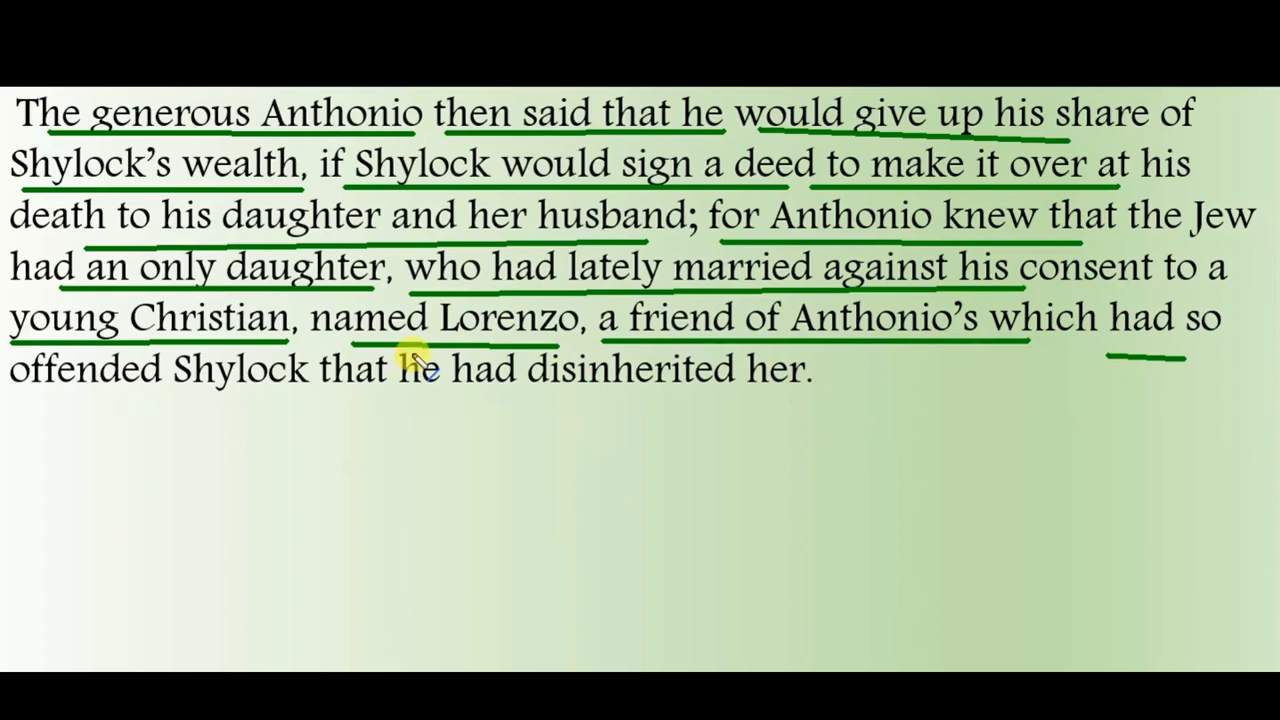 The generous Anthonio then said that he would give up his share of
Shylock’s wealth, if Shylock would sign a deed to make it over at his
death to his daughter and her husband; for Anthonio knew that the Jew
had an only daughter, who had lately married against his consent to a
young Christian, named Lorenzo, a friend of Anthonio’s which had so
offended Shylock that he had disinherited her.